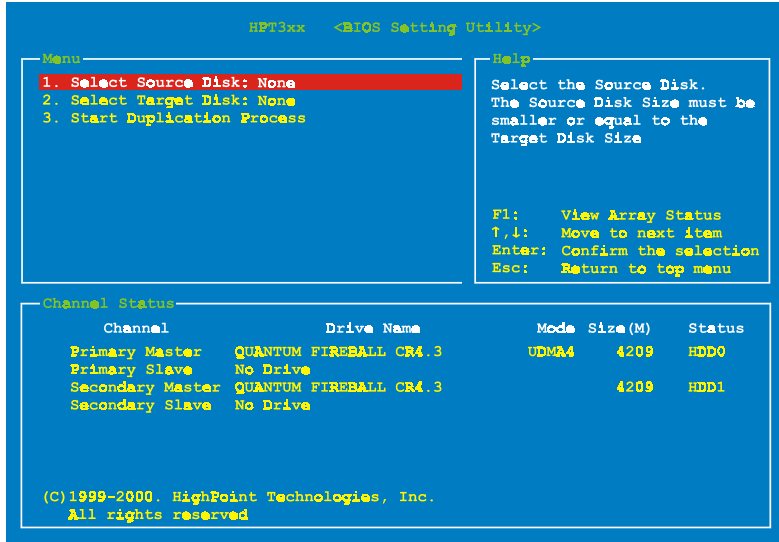 HPT3xx <BIOS Setting Utility>
Menu
1. Select Source Disk: None
2. Select Target Disk: None
3. Start Duplication Process
Help
Select the Source Disk.
The Source Disk Size must be
smaller or equal to the
Target Disk Size
F1: View Array Status
↑,↓: Move to next item
Enter: Confirm the selection
Esc: Return to top menu
Channel Status
Channel Drive Name Mode Size(M) Status
Primary Master QUANTUM FIREBALL CR4.3 UDMA4 4209 HDD0
Primary Slave No Drive
Secondary Master QUANTUM FIREBALL CR4.3 4209 HDD1
Secondary Slave No Drive
(C)1999-2000. HighPoint Technologies, Inc.
All rights reserved